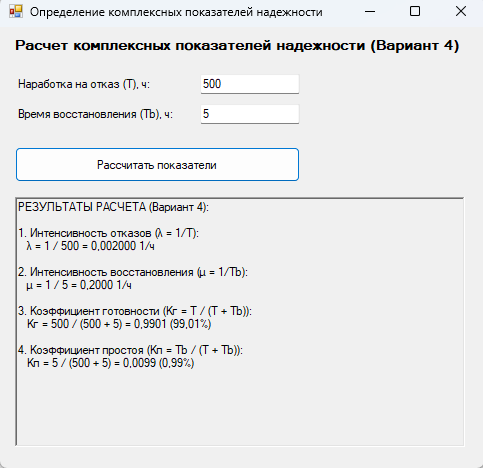 Определение комплексных показателей надежности
Расчет комплексных показателей надежности (Вариант 4)
Наработка на отказ (T), ч:
500
Время восстановления (Tb), ч:
5
Рассчитать показатели
РЕЗУЛЬТАТЫ РАСЧЕТА (Вариант 4):
1. Интенсивность отказов (λ = 1/T):
λ = 1 / 500 = 0,002000 1/ч
2. Интенсивность восстановления (μ = 1/Tb):
μ = 1 / 5 = 0,2000 1/ч
3. Коэффициент готовности (Кг = T / (T + Tb)):
Кг = 500 / (500 + 5) = 0,9901 (99,01%)
4. Коэффициент простоя (Кп = Tb / (T + Tb)):
Кп = 5 / (500 + 5) = 0,0099 (0,99%)